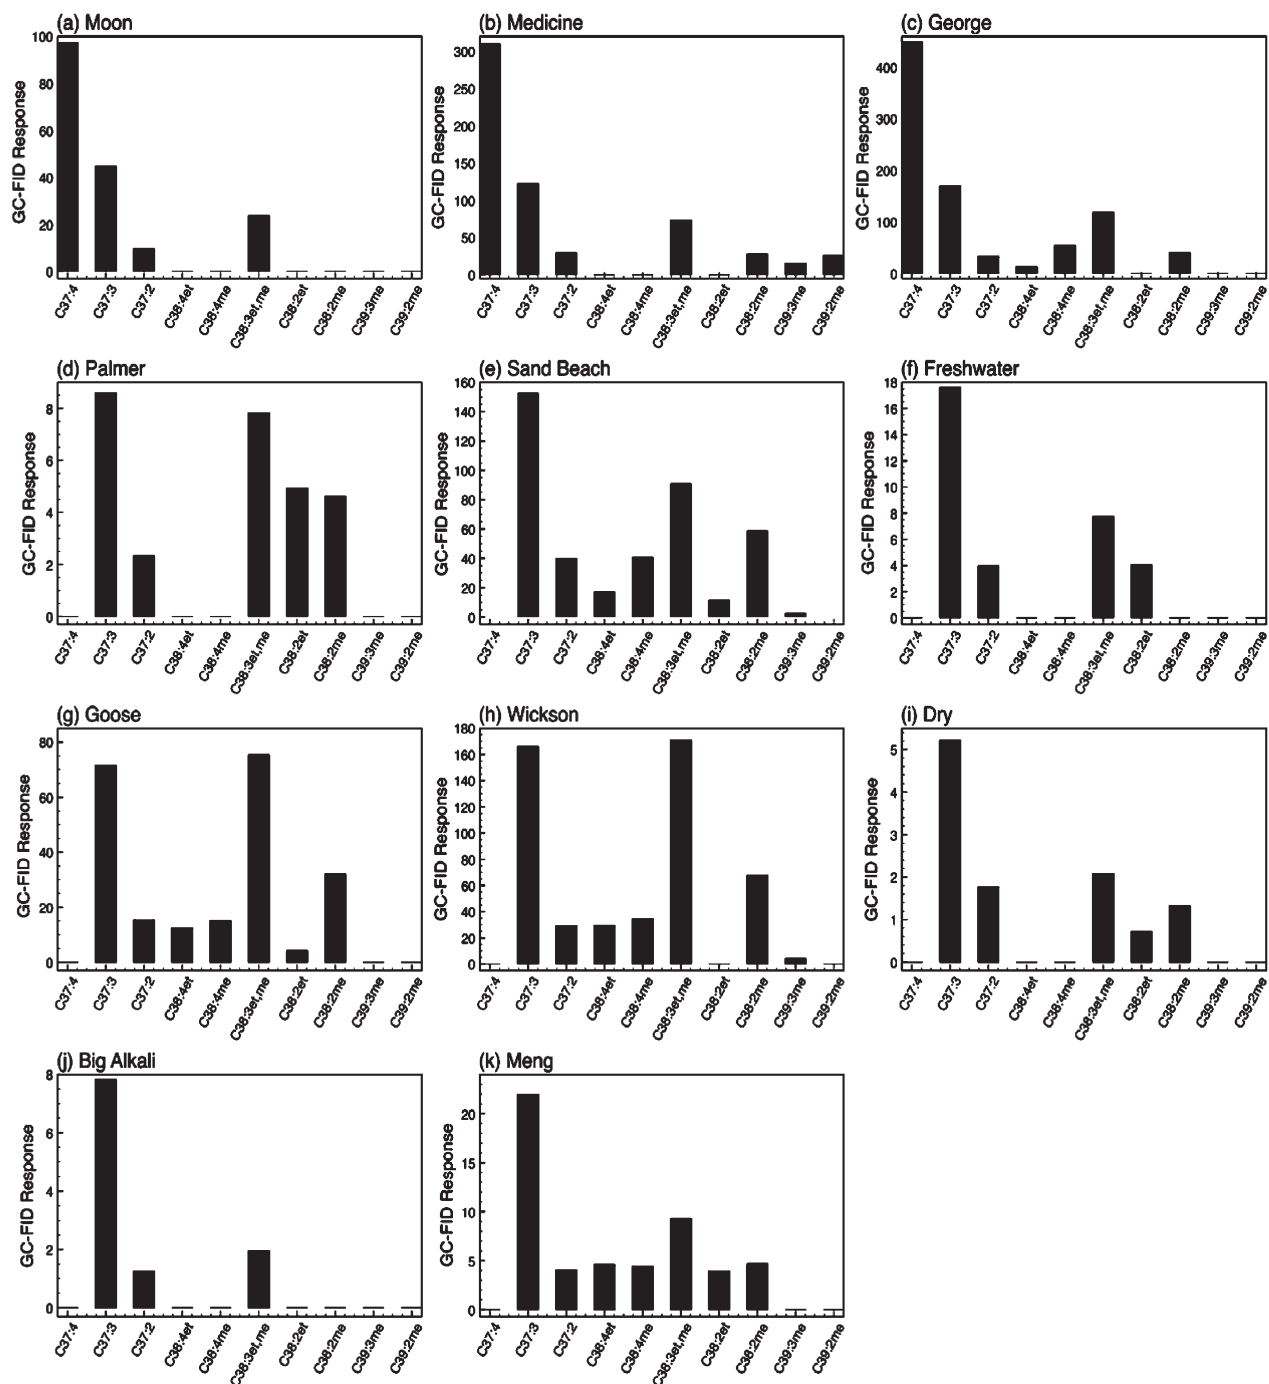 (a) Moon
GC-FID Response
100
80
60
40
20
0
C37:4 C37:3 C37:2 C38:4et C38:4me C38:3et,me C38:2et C38:2me C39:3me C39:2me
(b) Medicine
GC-FID Response
300
250
200
150
100
50
0
C37:4 C37:3 C37:2 C38:4et C38:4me C38:3et,me C38:2et C38:2me C39:3me C39:2me
(c) George
GC-FID Response
400
300
200
100
0
C37:4 C37:3 C37:2 C38:4et C38:4me C38:3et,me C38:2et C38:2me C39:3me C39:2me
(d) Palmer
GC-FID Response
8
6
4
2
0
C37:4 C37:3 C37:2 C38:4et C38:4me C38:3et,me C38:2et C38:2me C39:3me C39:2me
(e) Sand Beach
GC-FID Response
160
140
120
100
80
60
40
20
0
C37:4 C37:3 C37:2 C38:4et C38:4me C38:3et,me C38:2et C38:2me C39:3me C39:2me
(f) Freshwater
GC-FID Response
18
16
14
12
10
8
6
4
2
0
C37:4 C37:3 C37:2 C38:4et C38:4me C38:3et,me C38:2et C38:2me C39:3me C39:2me
(g) Goose
GC-FID Response
80
60
40
20
0
C37:4 C37:3 C37:2 C38:4et C38:4me C38:3et,me C38:2et C38:2me C39:3me C39:2me
(h) Wickson
GC-FID Response
180
160
140
120
100
80
60
40
20
0
C37:4 C37:3 C37:2 C38:4et C38:4me C38:3et,me C38:2et C38:2me C39:3me C39:2me
(i) Dry
GC-FID Response
5
4
3
2
1
0
C37:4 C37:3 C37:2 C38:4et C38:4me C38:3et,me C38:2et C38:2me C39:3me C39:2me
(j) Big Alkali
GC-FID Response
8
6
4
2
0
C37:4 C37:3 C37:2 C38:4et C38:4me C38:3et,me C38:2et C38:2me C39:3me C39:2me
(k) Meng
GC-FID Response
20
15
10
5
0
C37:4 C37:3 C37:2 C38:4et C38:4me C38:3et,me C38:2et C38:2me C39:3me C39:2me